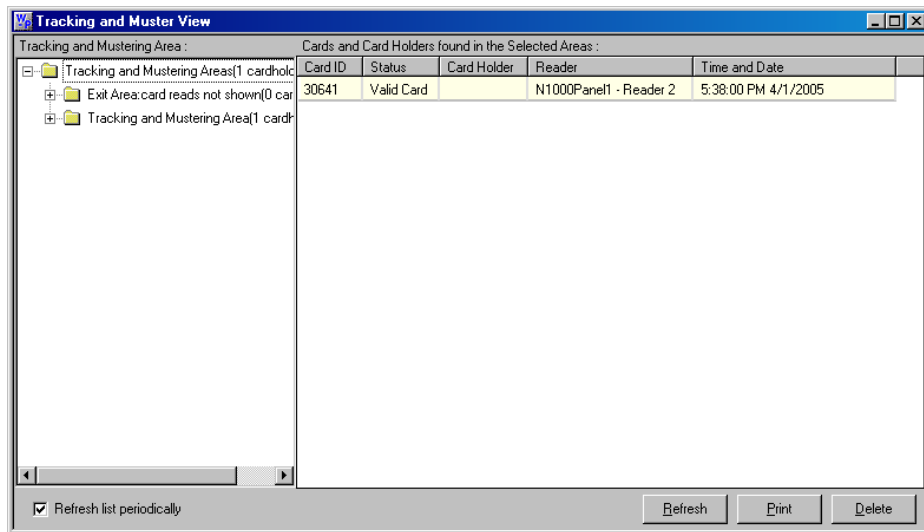 Tracking and Muster View
Tracking and Mustering Area :
Cards and Card Holders found in the Selected Areas :
Tracking and Mustering Areas(1 cardholc
Exit Area:card reads not shown(0 car
Tracking and Mustering Area(1 cardh
Card ID Status Card Holder Reader Time and Date
30641 Valid Card N1000Panel1 - Reader 2 5:38:00 PM 4/1/2005
Refresh list periodically
Refresh Print Delete